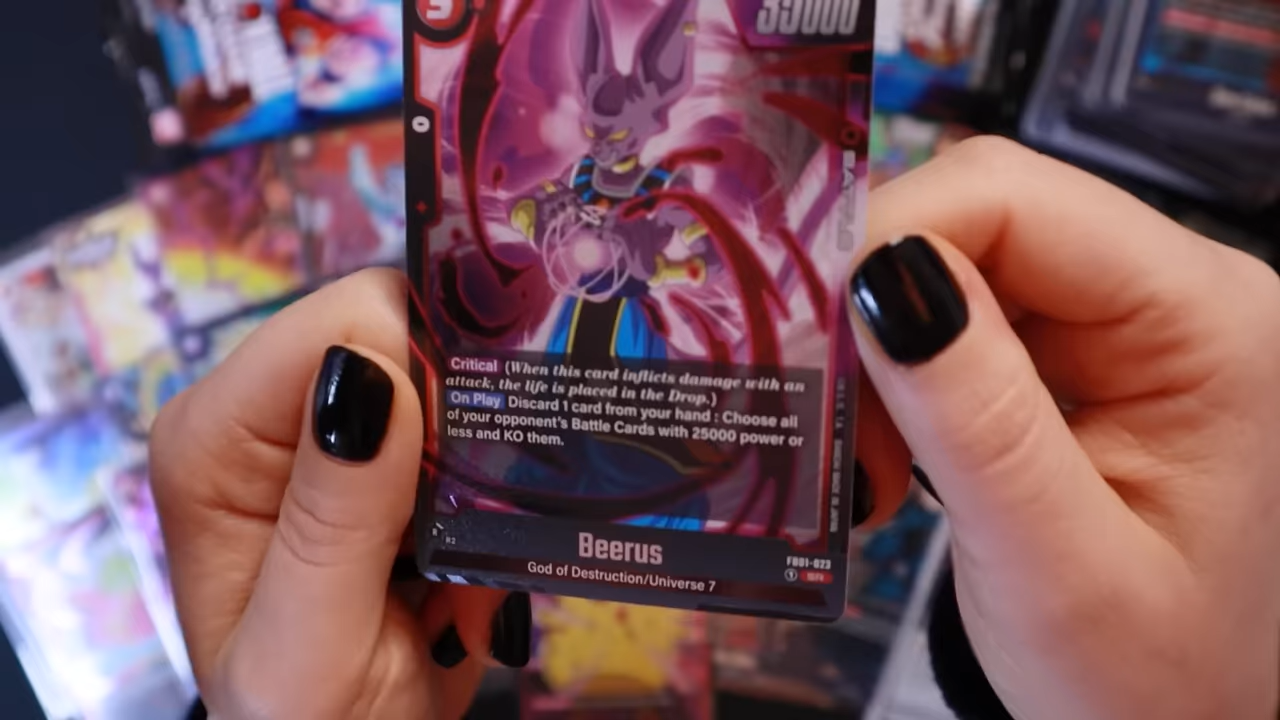 35000
0
Critical (When this card inflicts damage with an
attack, the life is placed in the Drop.)
On Play Discard 1 card from your hand : Choose all
of your opponent's Battle Cards with 25000 power or
less and KO them.
Beerus
God of Destruction/Universe 7
FB01-023